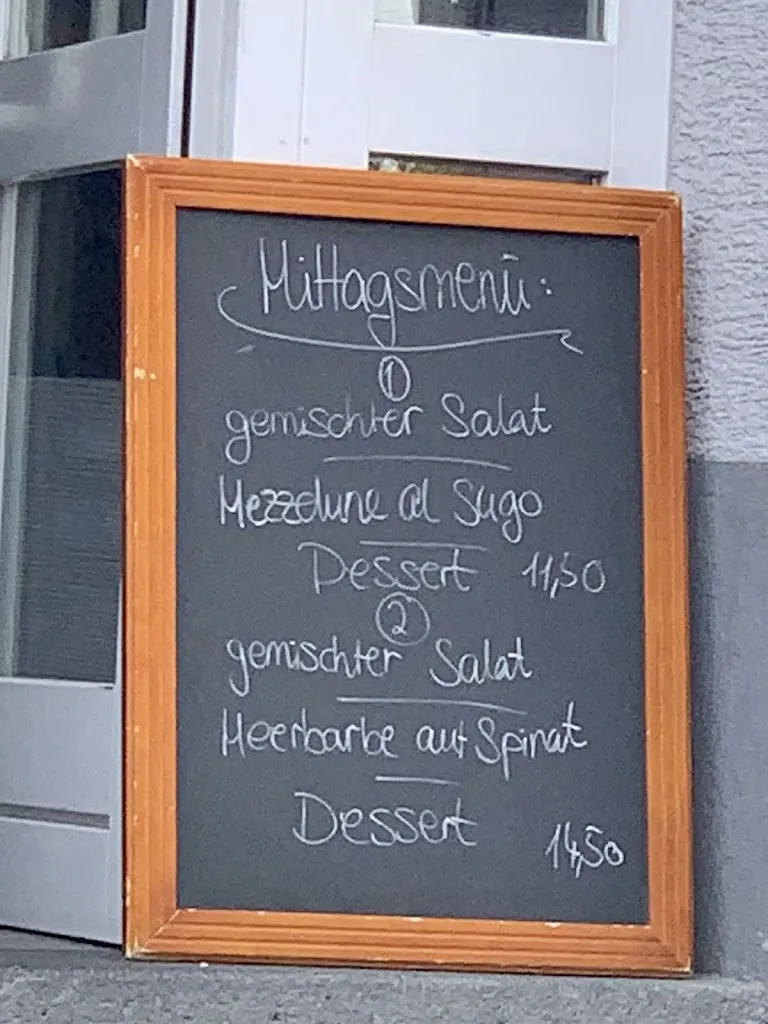 Mittagsmenü:
①
gemischter Salat
Mezzelune al Sugo
Dessert 11,50
②
gemischter Salat
Meerbarbe auf Spinat
Dessert
14,50